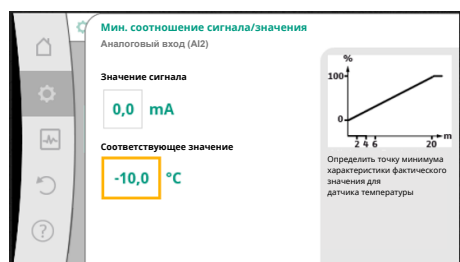 Мин. соотношение сигнала/значения
Аналоговый вход (AI2)
Значение сигнала
0,0 mA
Соответствующее значение
-10,0 °C
%
100
0
2 4 6 20 m
Определить точку минимума
характеристики фактического
значения для
датчика температуры
?